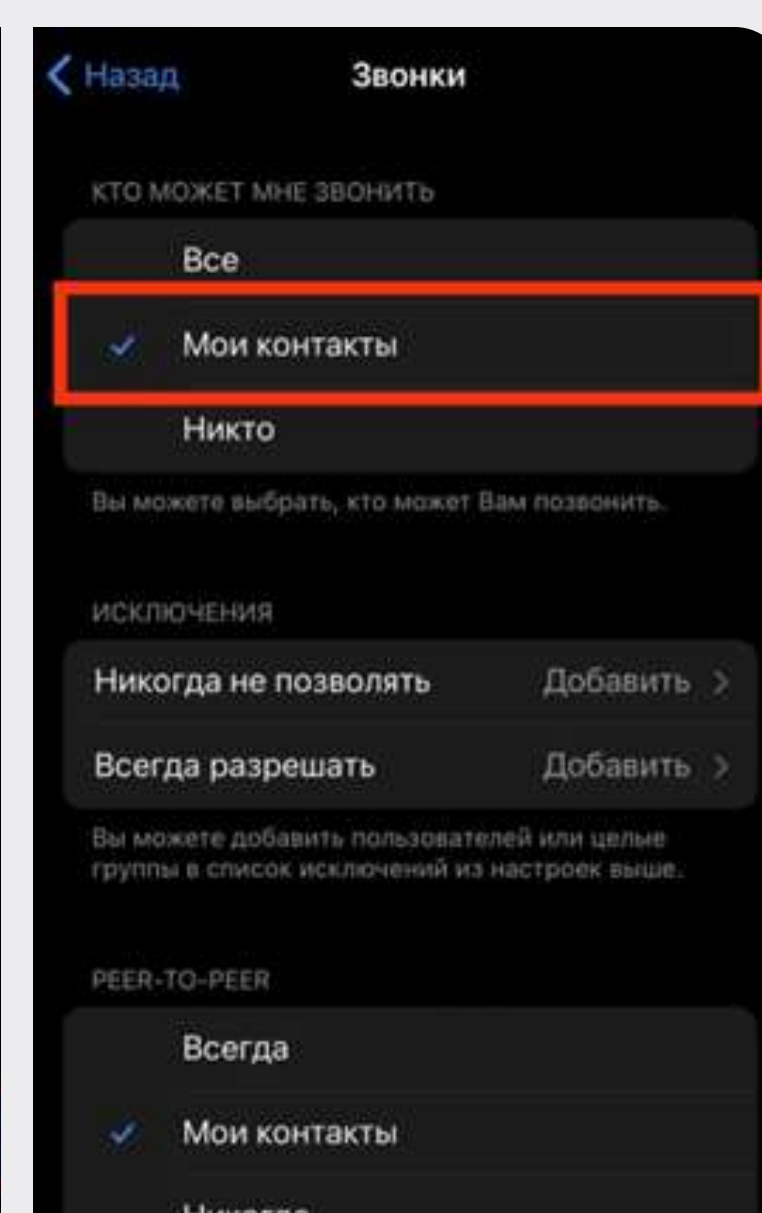 Назад
Звонки
КТО МОЖЕТ МНЕ ЗВОНИТЬ
Все
Мои контакты
Никто
Вы можете выбрать, кто может Вам позвонить.
ИСКЛЮЧЕНИЯ
Никогда не позволять Добавить
Всегда разрешать Добавить
Вы можете добавить пользователей или целые
группы в список исключений из настроек выше.
PEER-TO-PEER
Всегда
Мои контакты